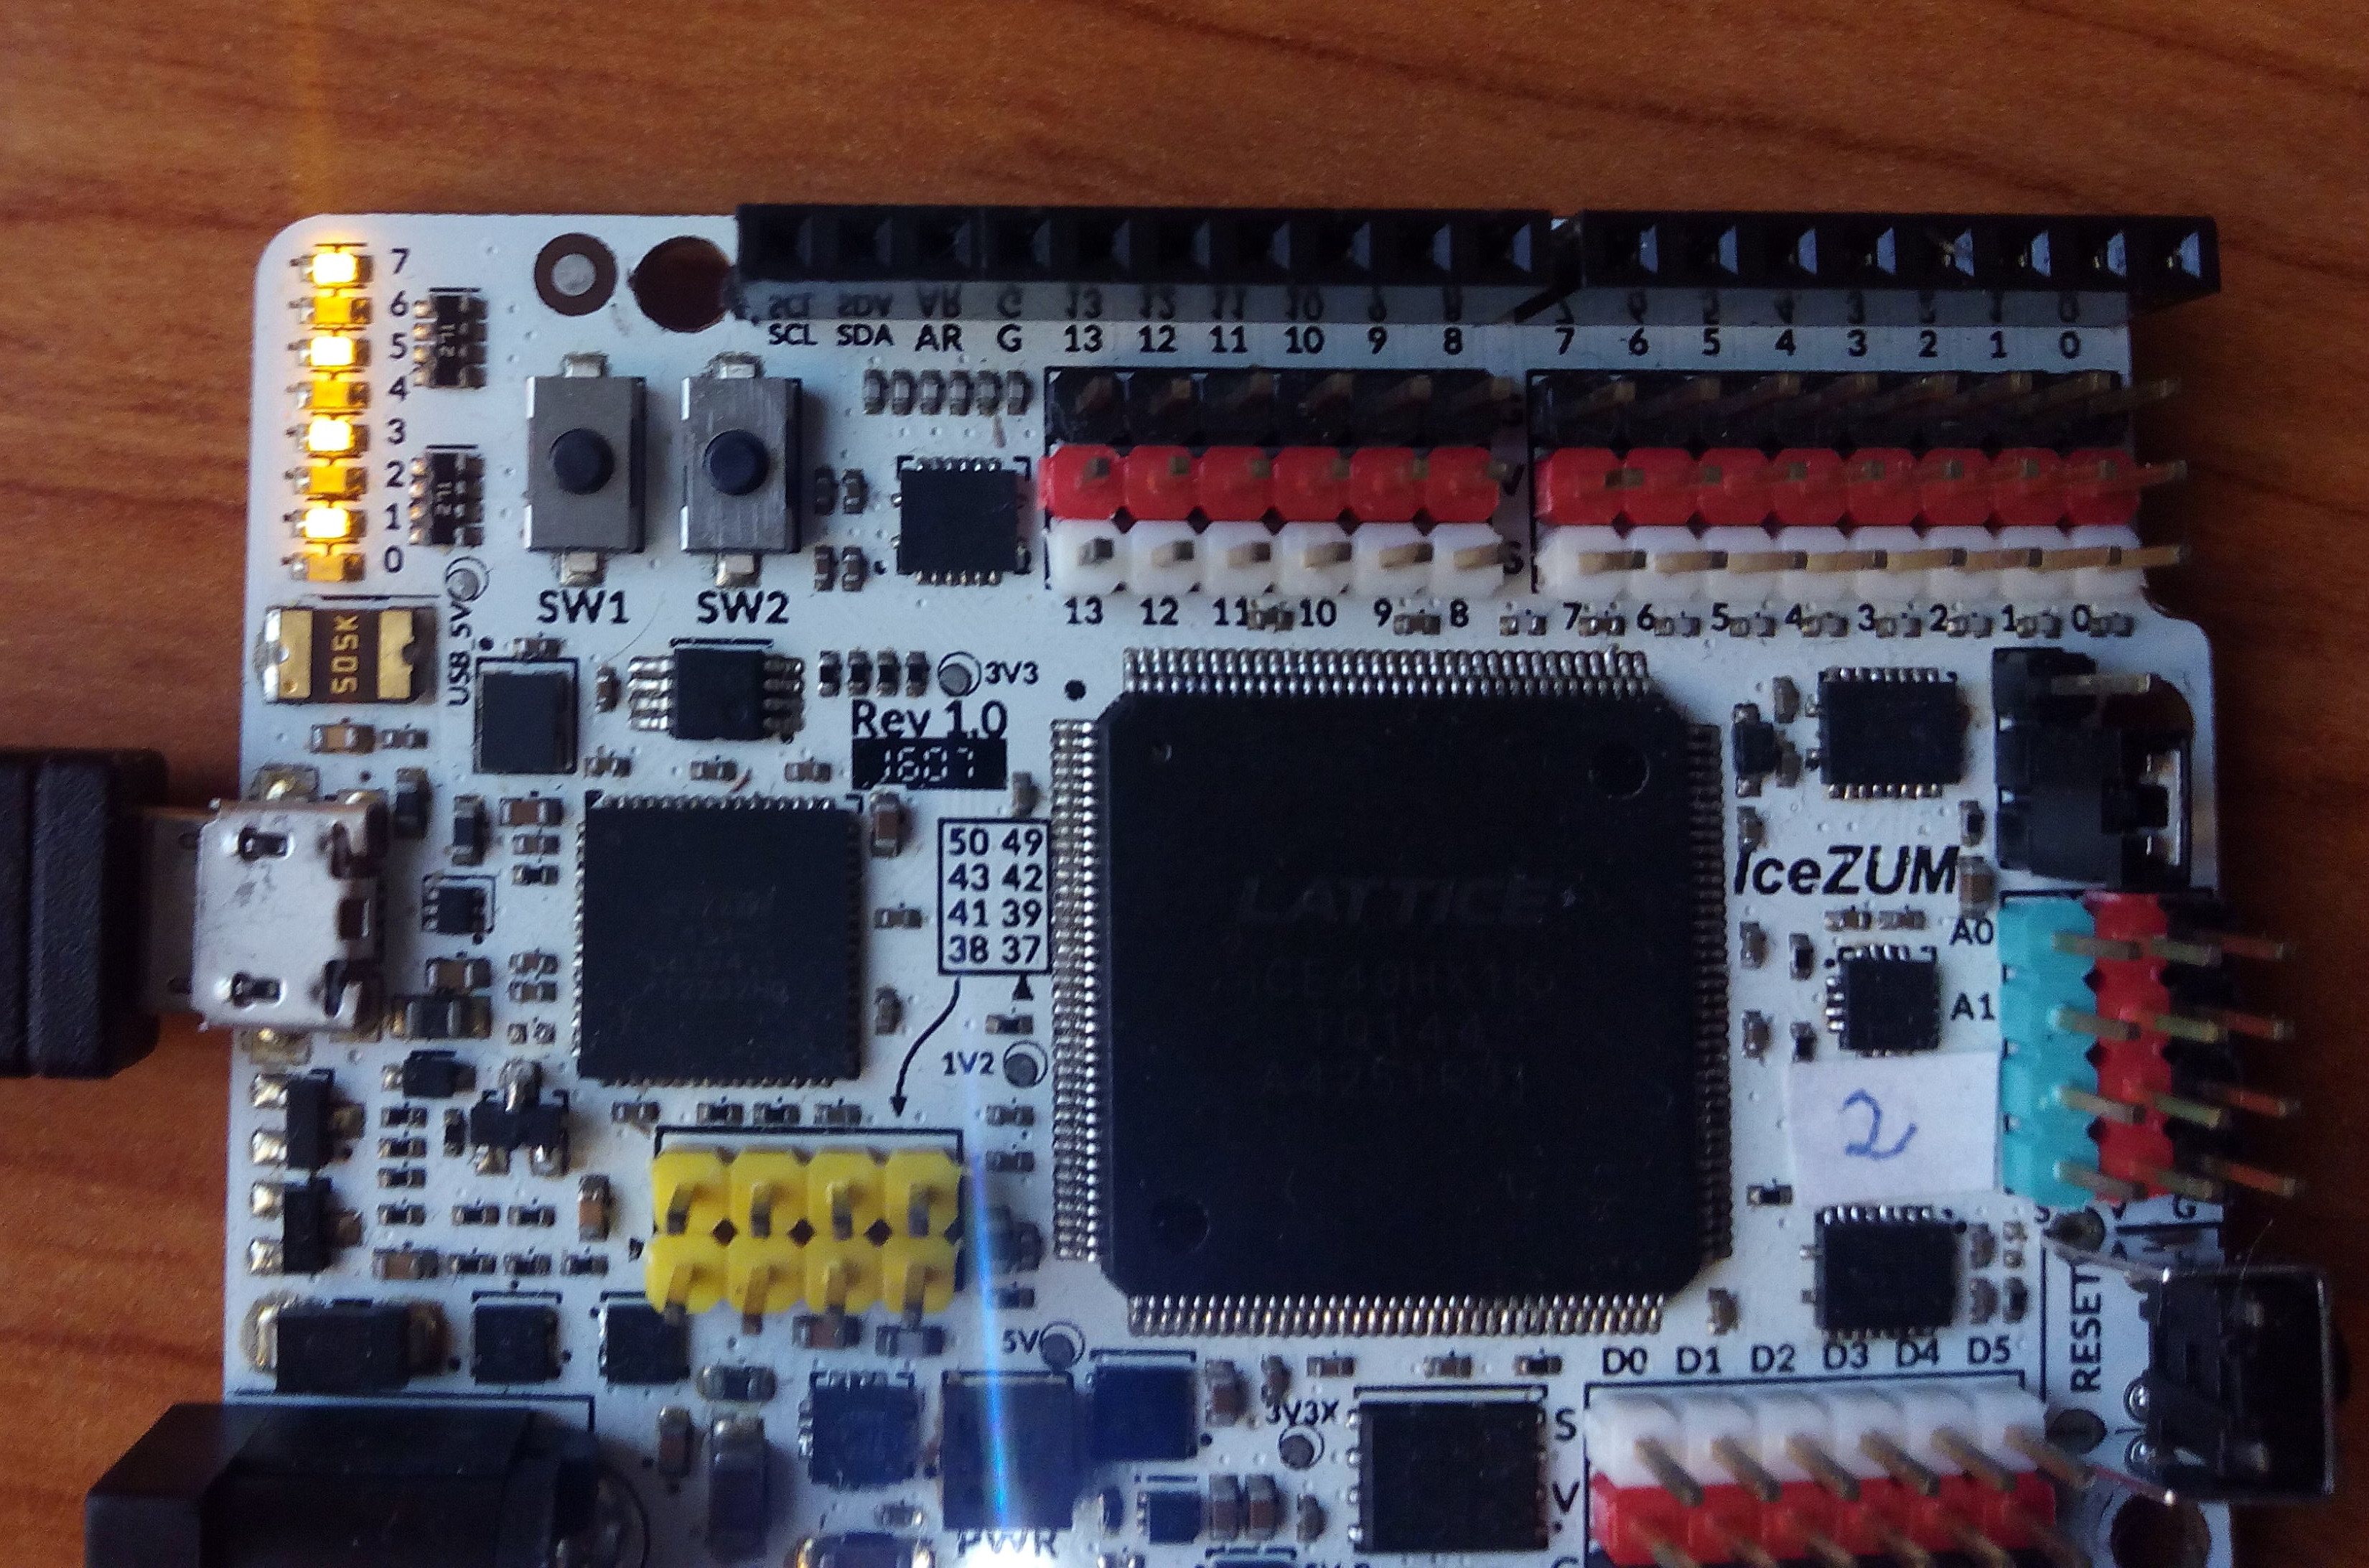 7
6
5
4
3
2
1
0
SCL SDA AR G 13 12 11 10 9 8 7 6 5 4 3 2 1 0
V
S
13 12 11 10 9 8 7 6 5 4 3 2 1 0
SW1 SW2
USB_5V
505K
3V3
Rev 1.0
1607
50 49
43 42
41 39
38 37
LATTICE
iCE40HX1K
TQ144
IceZUM
A0
A1
2
1V2
5V
3V3X
D0 D1 D2 D3 D4 D5
RESET
S
V
PWR